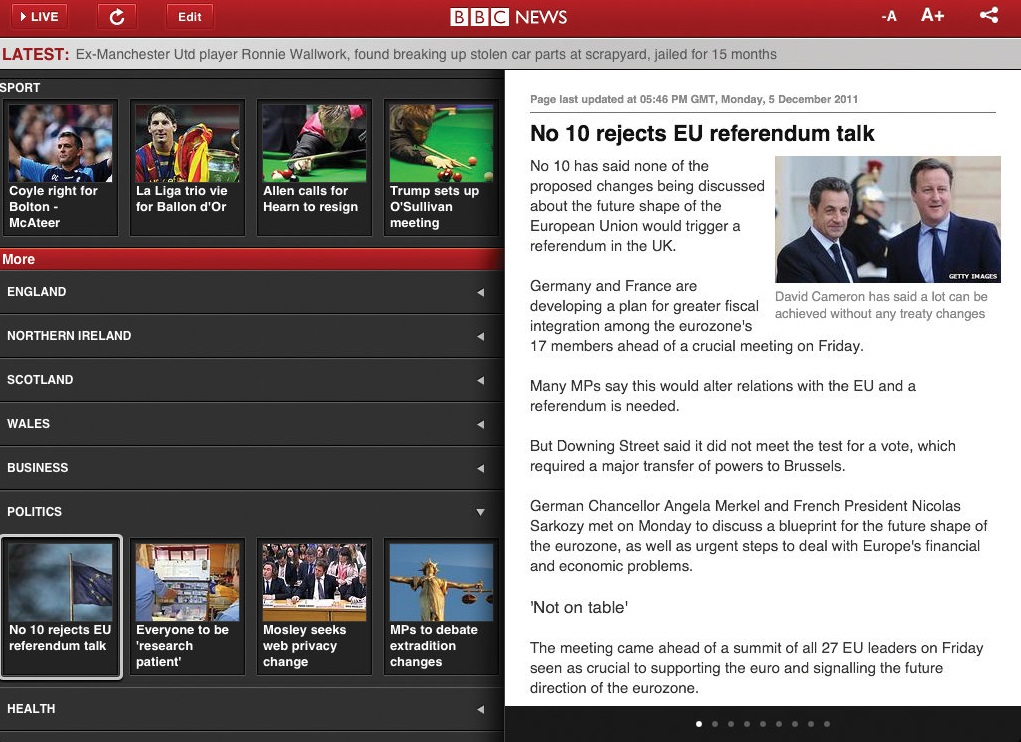 LIVE
Edit
BBC NEWS
-A
A+
LATEST: Ex-Manchester Utd player Ronnie Wallwork, found breaking up stolen car parts at scrapyard, jailed for 15 months
SPORT
Coyle right for
Bolton -
McAteer
La Liga trio vie
for Ballon d'Or
Allen calls for
Hearn to resign
Trump sets up
O'Sullivan
meeting
More
ENGLAND
NORTHERN IRELAND
SCOTLAND
WALES
BUSINESS
POLITICS
No 10 rejects EU
referendum talk
Everyone to be
'research
patient'
Mosley seeks
web privacy
change
MPs to debate
extradition
changes
HEALTH
Page last updated at 05:46 PM GMT, Monday, 5 December 2011
No 10 rejects EU referendum talk
No 10 has said none of the
proposed changes being discussed
about the future shape of the
European Union would trigger a
referendum in the UK.
GETTY IMAGES
David Cameron has said a lot can be
achieved without any treaty changes
Germany and France are
developing a plan for greater fiscal
integration among the eurozone's
17 members ahead of a crucial meeting on Friday.
Many MPs say this would alter relations with the EU and a
referendum is needed.
But Downing Street said it did not meet the test for a vote, which
required a major transfer of powers to Brussels.
German Chancellor Angela Merkel and French President Nicolas
Sarkozy met on Monday to discuss a blueprint for the future shape of
the eurozone, as well as urgent steps to deal with Europe's financial
and economic problems.
'Not on table'
The meeting came ahead of a summit of all 27 EU leaders on Friday
seen as crucial to supporting the euro and signalling the future
direction of the eurozone.